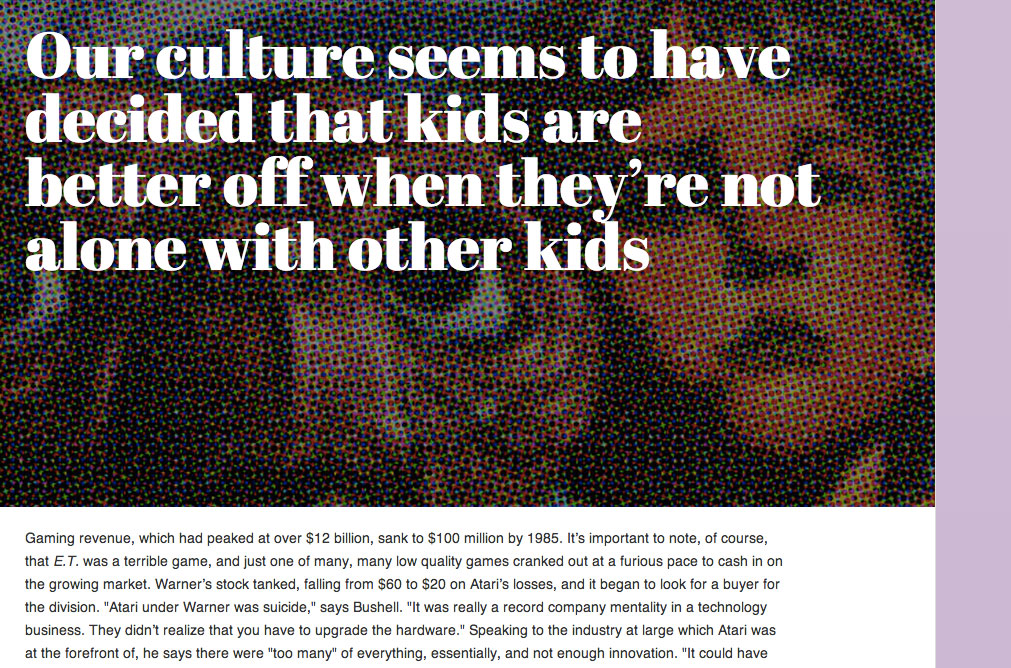 Our culture seems to have
decided that kids are
better off when they’re not
alone with other kids
Gaming revenue, which had peaked at over $12 billion, sank to $100 million by 1985. It’s important to note, of course,
that E.T. was a terrible game, and just one of many, many low quality games cranked out at a furious pace to cash in on
the growing market. Warner’s stock tanked, falling from $60 to $20 on Atari’s losses, and it began to look for a buyer for
the division. "Atari under Warner was suicide," says Bushell. "It was really a record company mentality in a technology
business. They didn’t realize that you have to upgrade the hardware." Speaking to the industry at large which Atari was
at the forefront of, he says there were "too many" of everything, essentially, and not enough innovation. "It could have